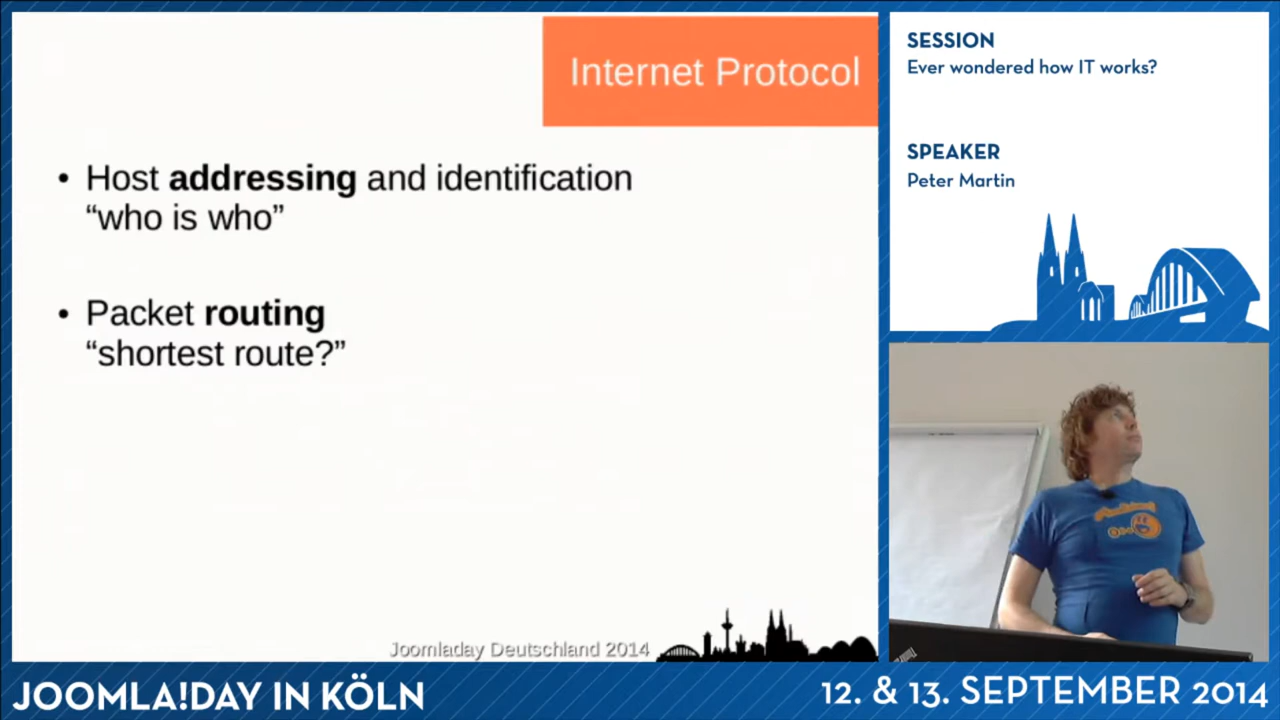 Internet Protocol
• Host addressing and identification
“who is who”
• Packet routing
“shortest route?”
Joomladay Deutschland 2014
SESSION
Ever wondered how IT works?
SPEAKER
Peter Martin
JOOMLA!DAY IN KÖLN
12. & 13. SEPTEMBER 2014